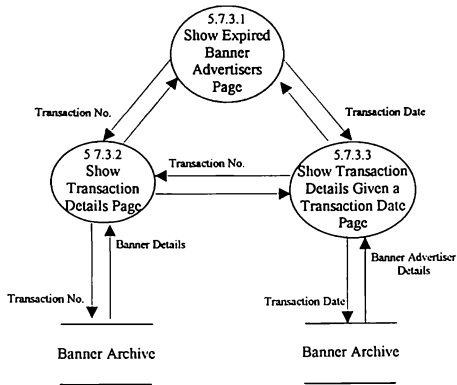 5.7.3.1
Show Expired
Banner
Advertisers
Page
Transaction No.
Transaction Date
5 7.3.2
Show
Transaction
Details Page
Transaction No.
5.7.3.3
Show Transaction
Details Given a
Transaction Date
Page
Banner Details
Banner Advertiser
Details
Transaction No.
Transaction Date
Banner Archive
Banner Archive